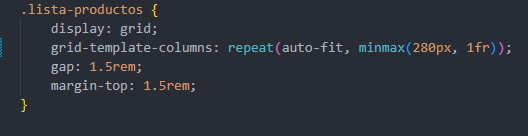 .lista-productos {
    display: grid;
    grid-template-columns: repeat(auto-fit, minmax(280px, 1fr));
    gap: 1.5rem;
    margin-top: 1.5rem;
}